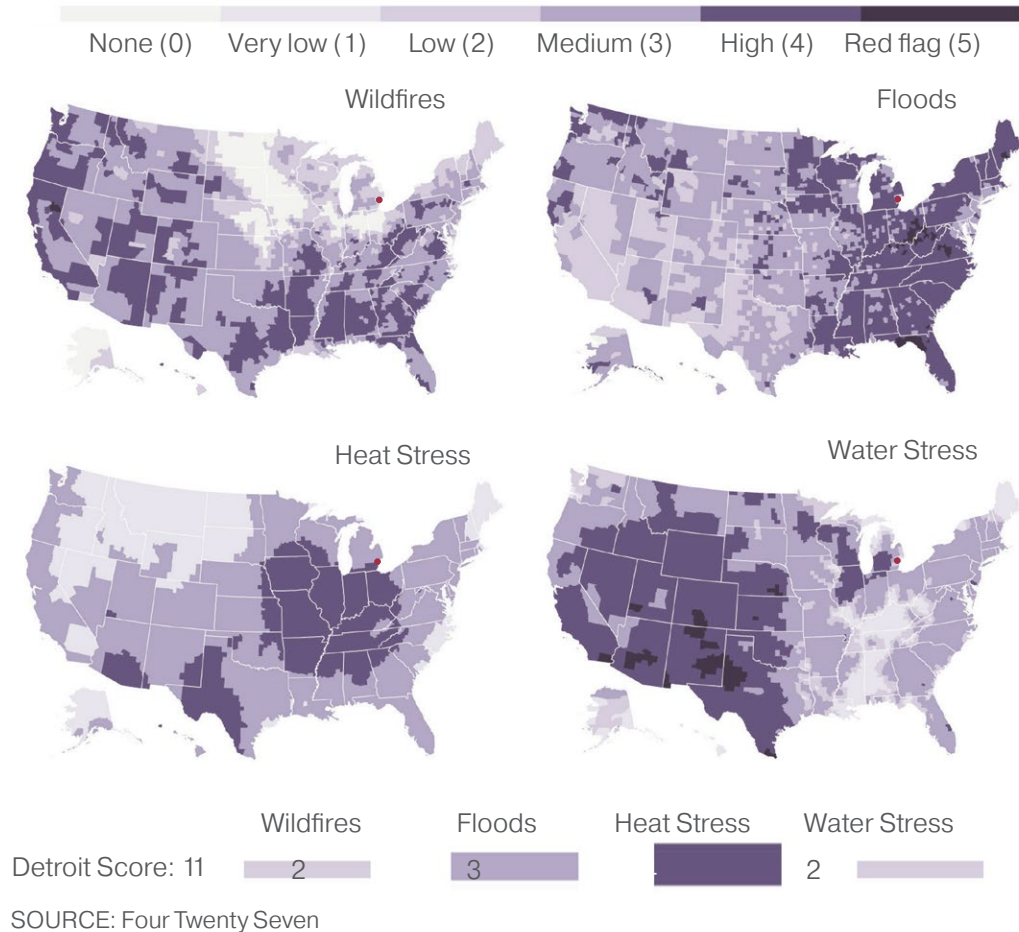 None (0) Very low (1) Low (2) Medium (3) High (4) Red flag (5)
Wildfires Floods
Heat Stress Water Stress
Wildfires Floods Heat Stress Water Stress
Detroit Score: 11 2 3 2
SOURCE: Four Twenty Seven